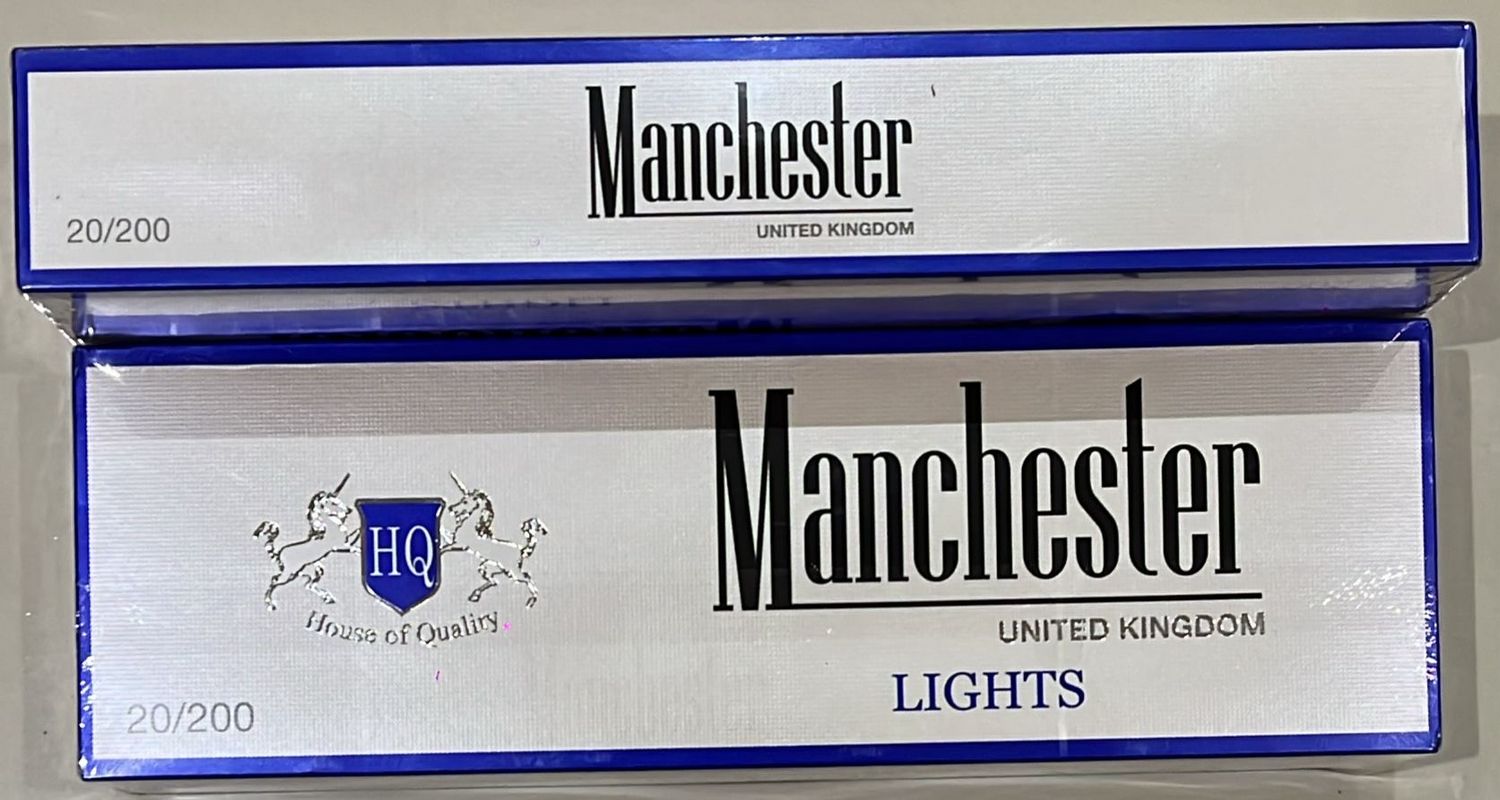 Manchester
UNITED KINGDOM
20/200
Manchester
UNITED KINGDOM
LIGHTS
HQ
House of Quality
20/200